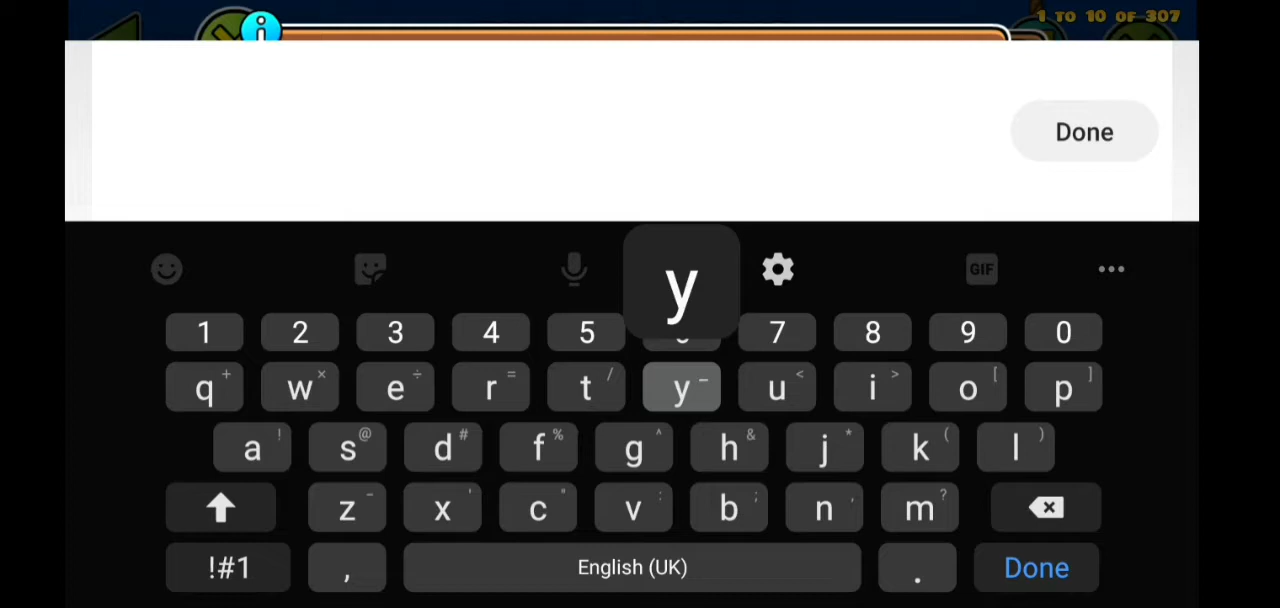 1 TO 10 OF 307
i
Done
y
GIF
1 2 3 4 5 7 8 9 0
q + w × e ÷ r = t / y – u < i > o [ p ]
a ! s @ d # f % g ^ h & j * k ( l )
z - x ' c " v : b ; n , m ?
!#1 , English (UK) . Done